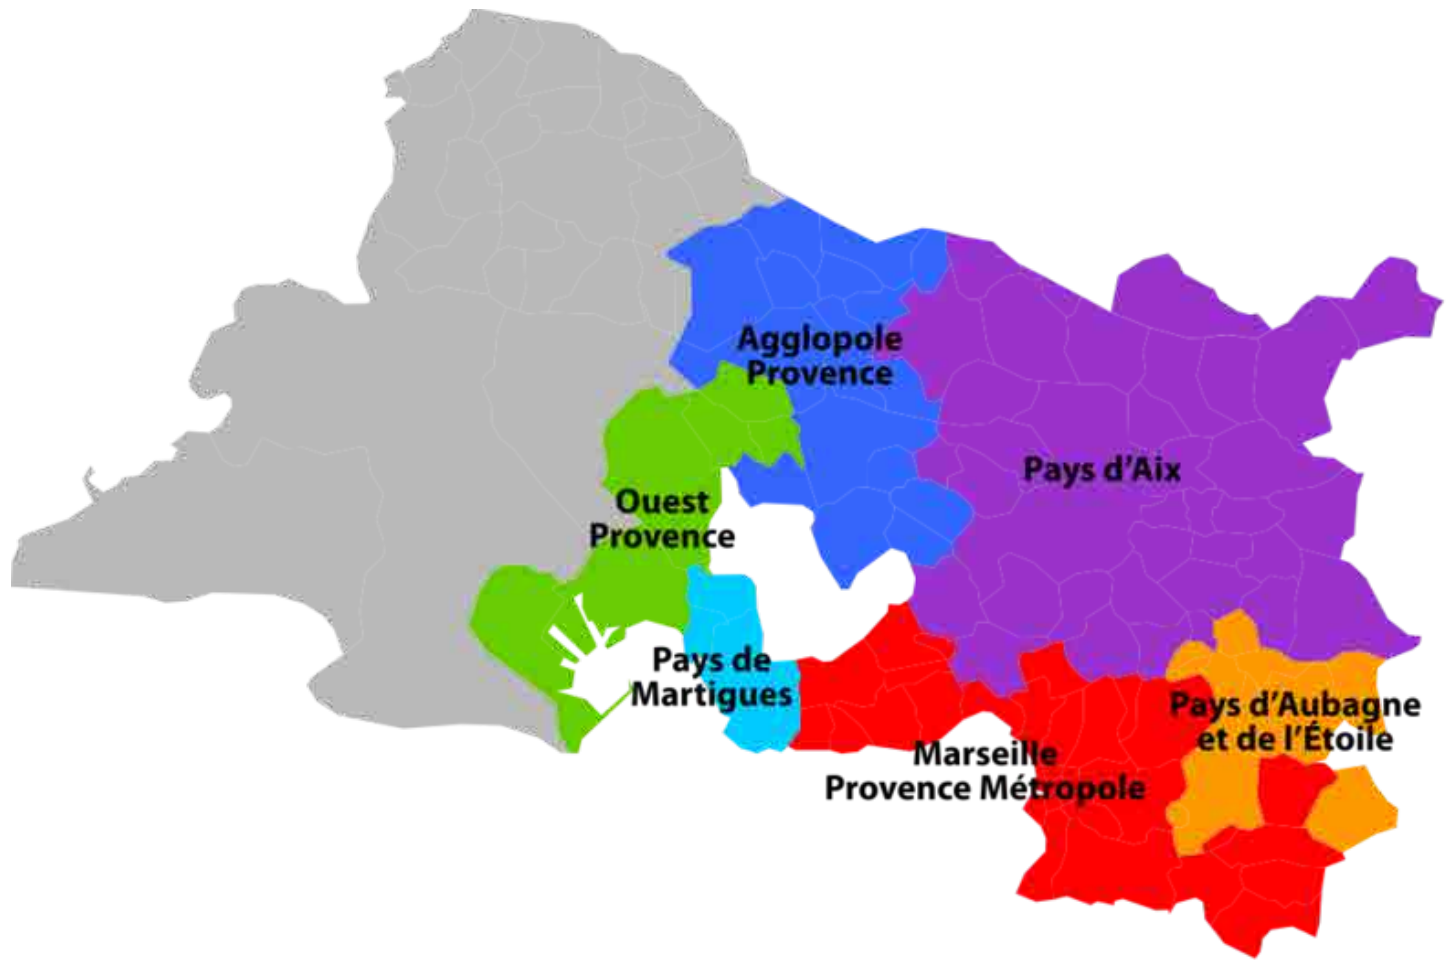 Agglopole
Provence
Pays d'Aix
Ouest
Provence
Pays de
Martigues
Pays d'Aubagne
et de l'Étoile
Marseille
Provence Métropole